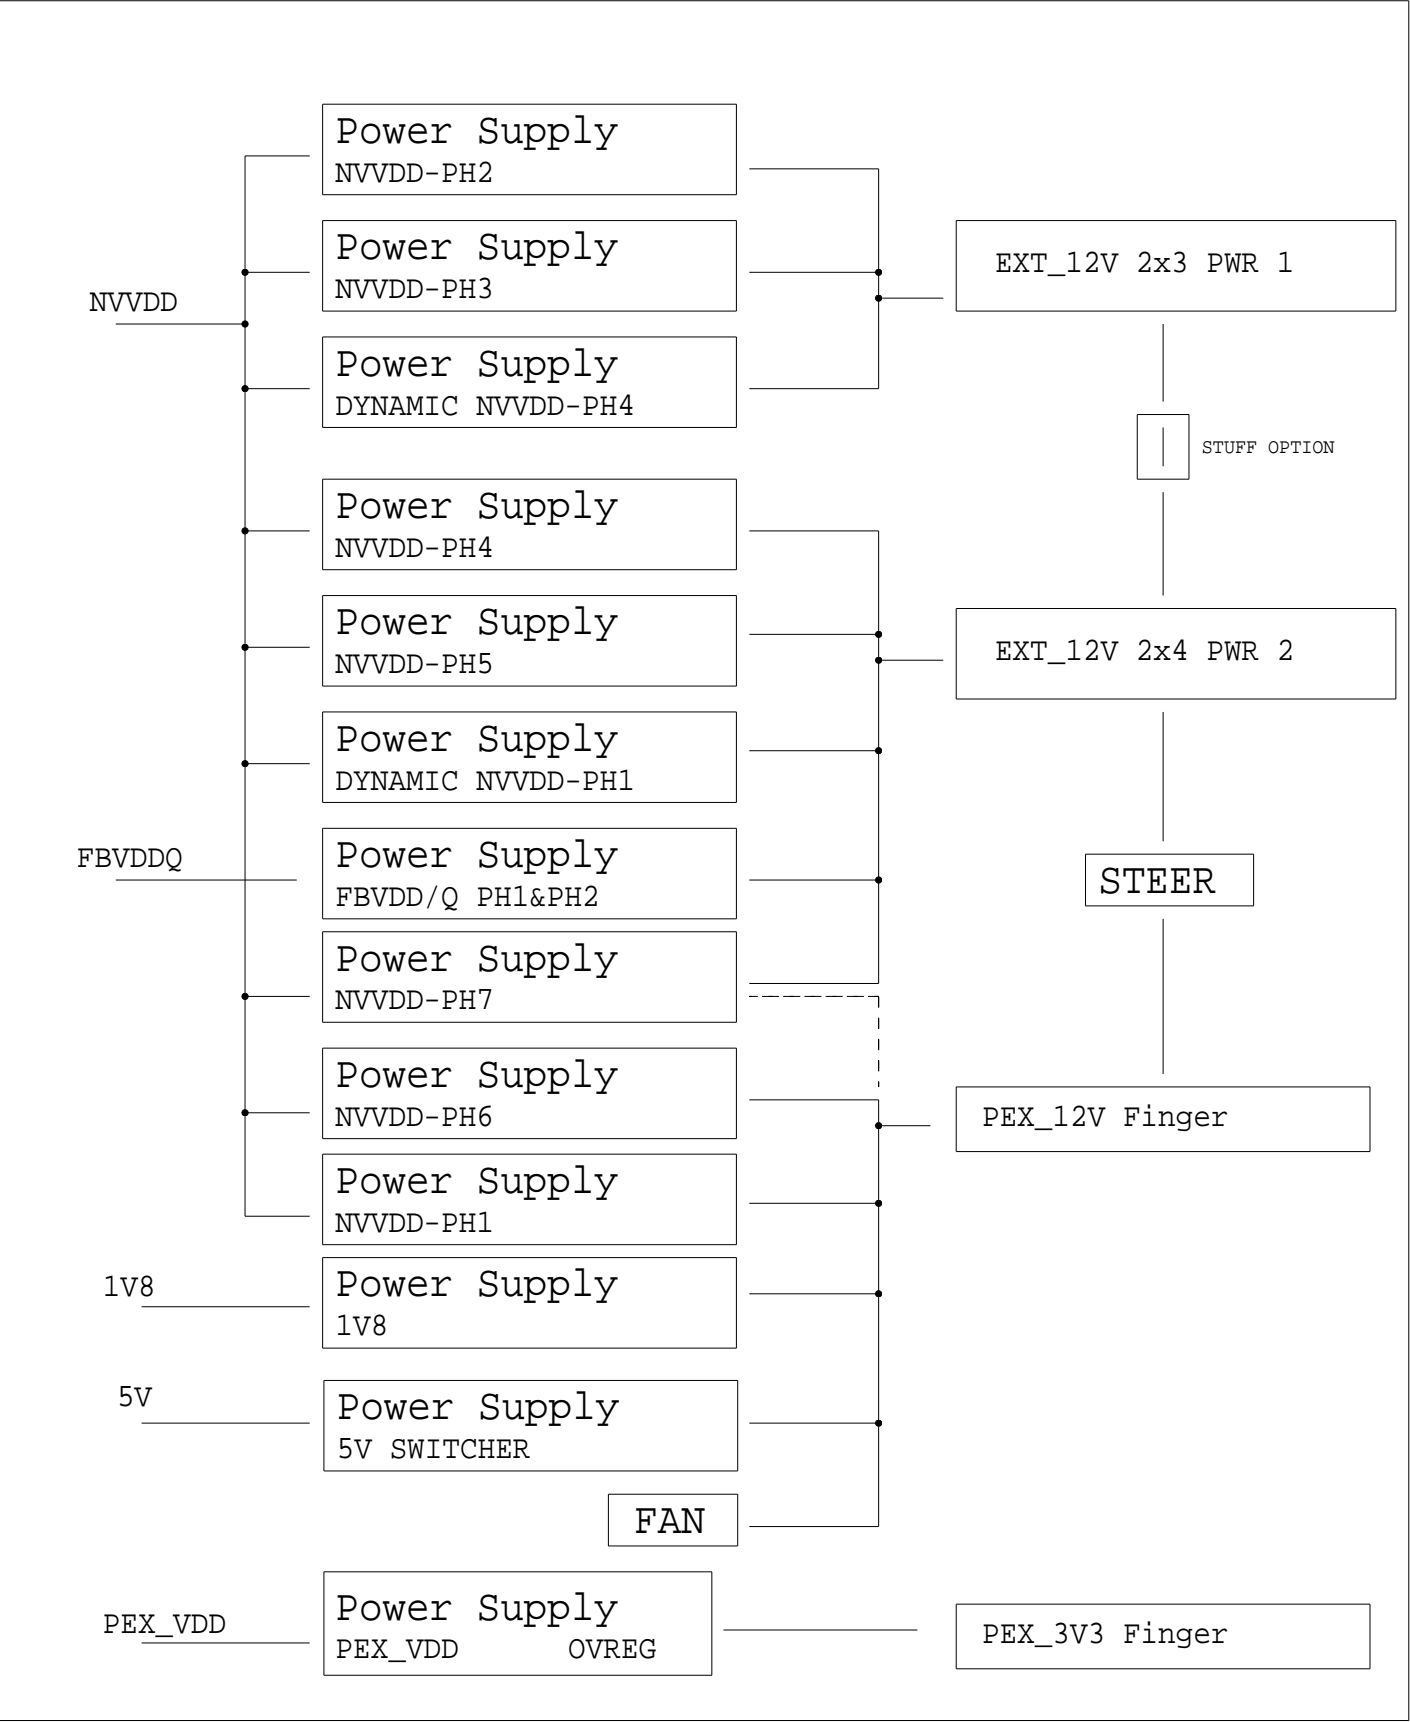 Power Supply
NVVDD-PH2
Power Supply
NVVDD-PH3
EXT_12V 2x3 PWR 1
NVVDD
Power Supply
DYNAMIC NVVDD-PH4
STUFF OPTION
Power Supply
NVVDD-PH4
Power Supply
NVVDD-PH5
EXT_12V 2x4 PWR 2
Power Supply
DYNAMIC NVVDD-PH1
FBVDDQ
Power Supply
FBVDD/Q PH1&PH2
STEER
Power Supply
NVVDD-PH7
Power Supply
NVVDD-PH6
PEX_12V Finger
Power Supply
NVVDD-PH1
1V8
Power Supply
1V8
5V
Power Supply
5V SWITCHER
FAN
PEX_VDD
Power Supply
PEX_VDD OVREG
PEX_3V3 Finger